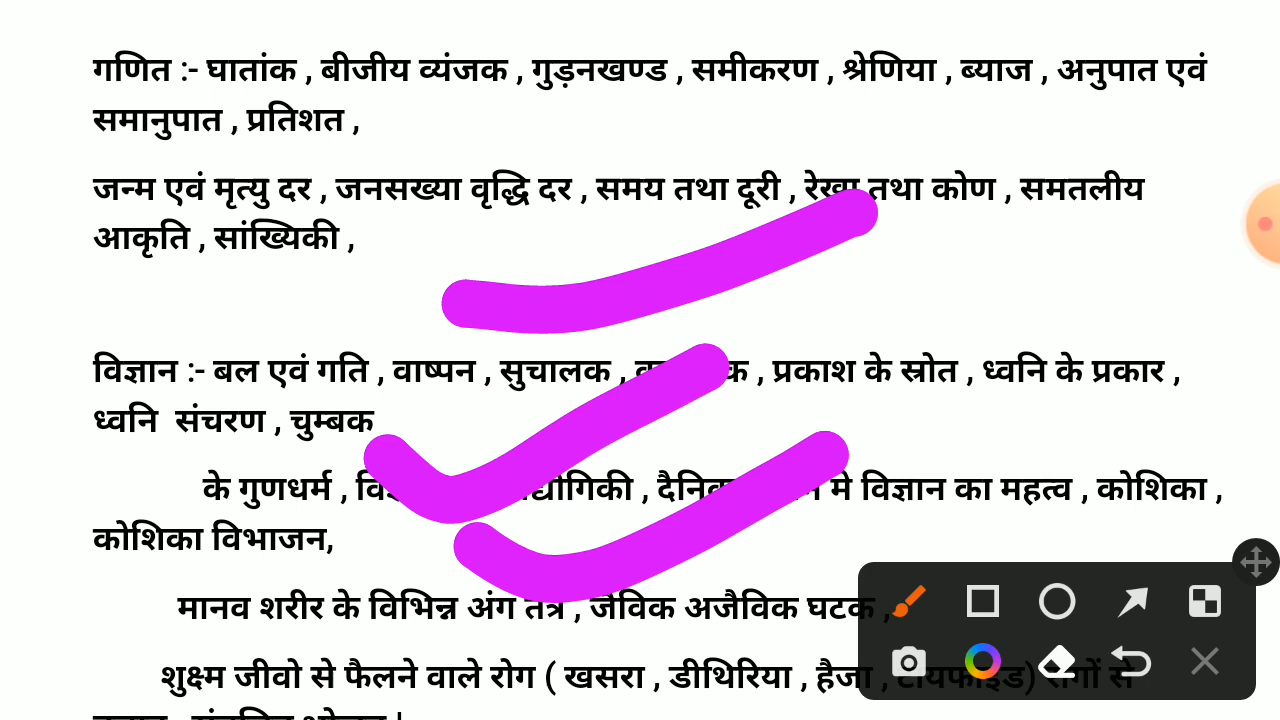 गणित :- घातांक , बीजीय व्यंजक , गुड़नखण्ड , समीकरण , श्रेणिया , ब्याज , अनुपात एवं
समानुपात , प्रतिशत ,
जन्म एवं मृत्यु दर , जनसख्या वृद्धि दर , समय तथा दूरी , रेखा तथा कोण , समतलीय
आकृति , सांख्यिकी ,
विज्ञान :- बल एवं गति , वाष्पन , सुचालक , , प्रकाश के स्रोत , ध्वनि के प्रकार ,
ध्वनि संचरण , चुम्बक
के गुणधर्म , , मे विज्ञान का महत्व , कोशिका ,
कोशिका विभाजन,
मानव शरीर के विभिन्न अंग तंत्र , जैविक अजैविक घटक ,
शुक्ष्म जीवो से फैलने वाले रोग ( खसरा , डीथिरिया , हैजा , टायफाइड) रोगों से